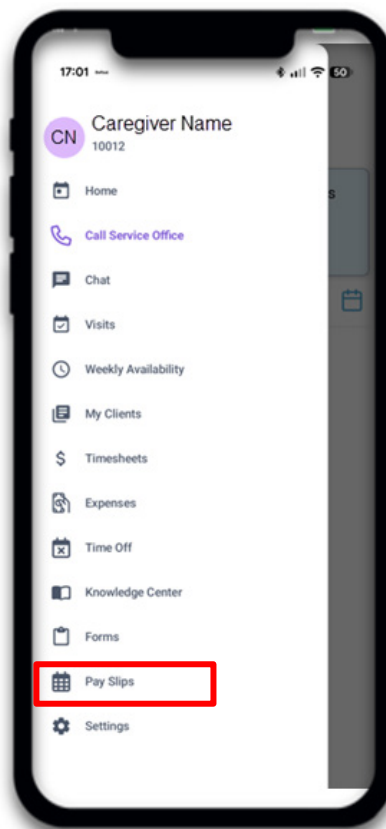 17:01
50
CN
Caregiver Name
10012
Home
s
Call Service Office
Chat
Visits
Weekly Availability
My Clients
$ Timesheets
Expenses
Time Off
Knowledge Center
Forms
Pay Slips
Settings